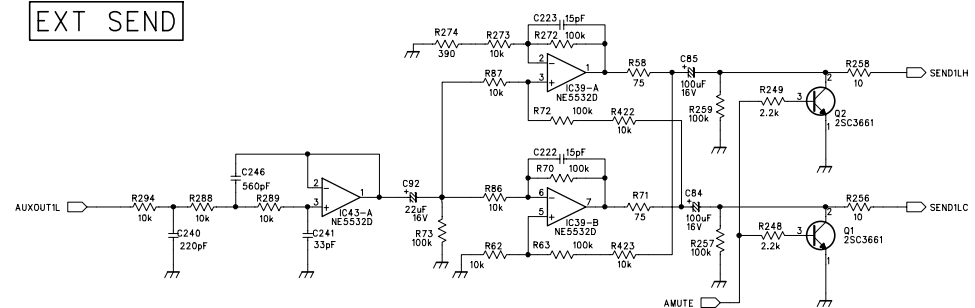 EXT SEND
C223 15pF
R274 390
R273 10k
R272 100k
2
3
1
IC39-A
NE5532D
R87 10k
R58 75
C85
+
100uF
16V
R258 10
SEND1LH
R259 100k
R249 2.2k
3
2
1
Q2
2SC3661
R72 100k
R422 10k
C246
560pF
2
3
1
IC43-A
NE5532D
C92
+
22uF
16V
C222 15pF
R70 100k
R86 10k
6
5
7
IC39-B
NE5532D
R71 75
C84
+
100uF
16V
R256 10
SEND1LC
AUXOUT1L
R294 10k
R288 10k
R289 10k
C240
220pF
C241
33pF
R73
100k
R62
10k
R63 100k
R423 10k
R257
100k
R248
2.2k
3
2
1
Q1
2SC3661
AMUTE